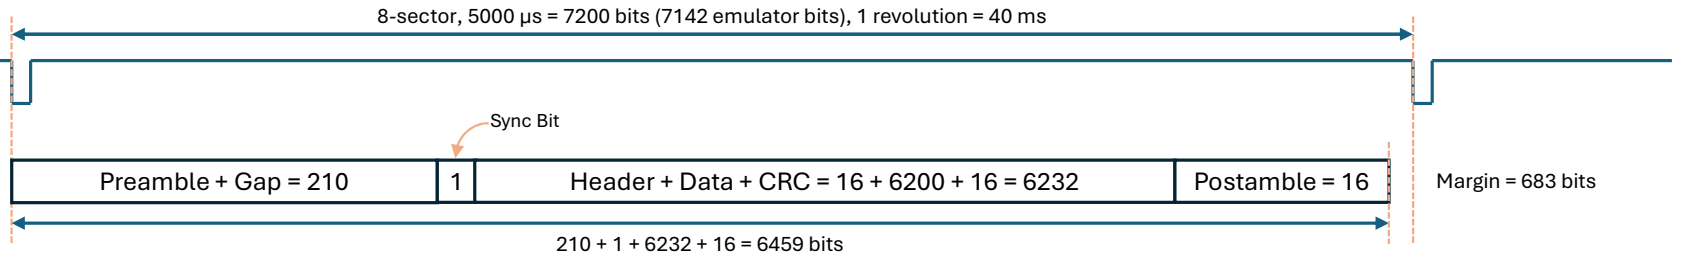 8-sector, 5000 µs = 7200 bits (7142 emulator bits), 1 revolution = 40 ms
Sync Bit
Preamble + Gap = 210
1
Header + Data + CRC = 16 + 6200 + 16 = 6232
Postamble = 16
Margin = 683 bits
210 + 1 + 6232 + 16 = 6459 bits